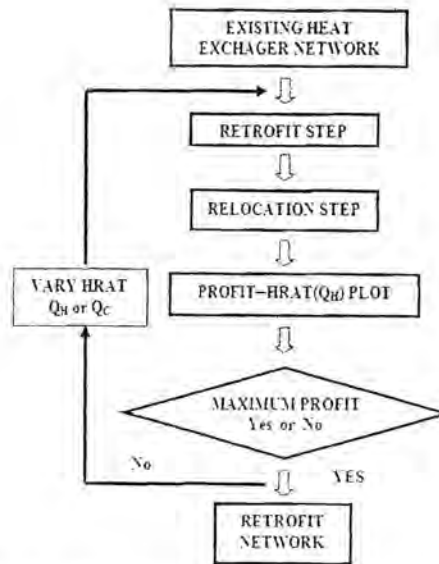 EXISTING HEAT
EXCHAGER NETWORK
RETROFIT STEP
RELOCATION STEP
VARY HRAT
QH or QC
PROFIT–HRAT(QH) PLOT
MAXIMUM PROFIT
Yes or No
No
YES
RETROFIT
NETWORK